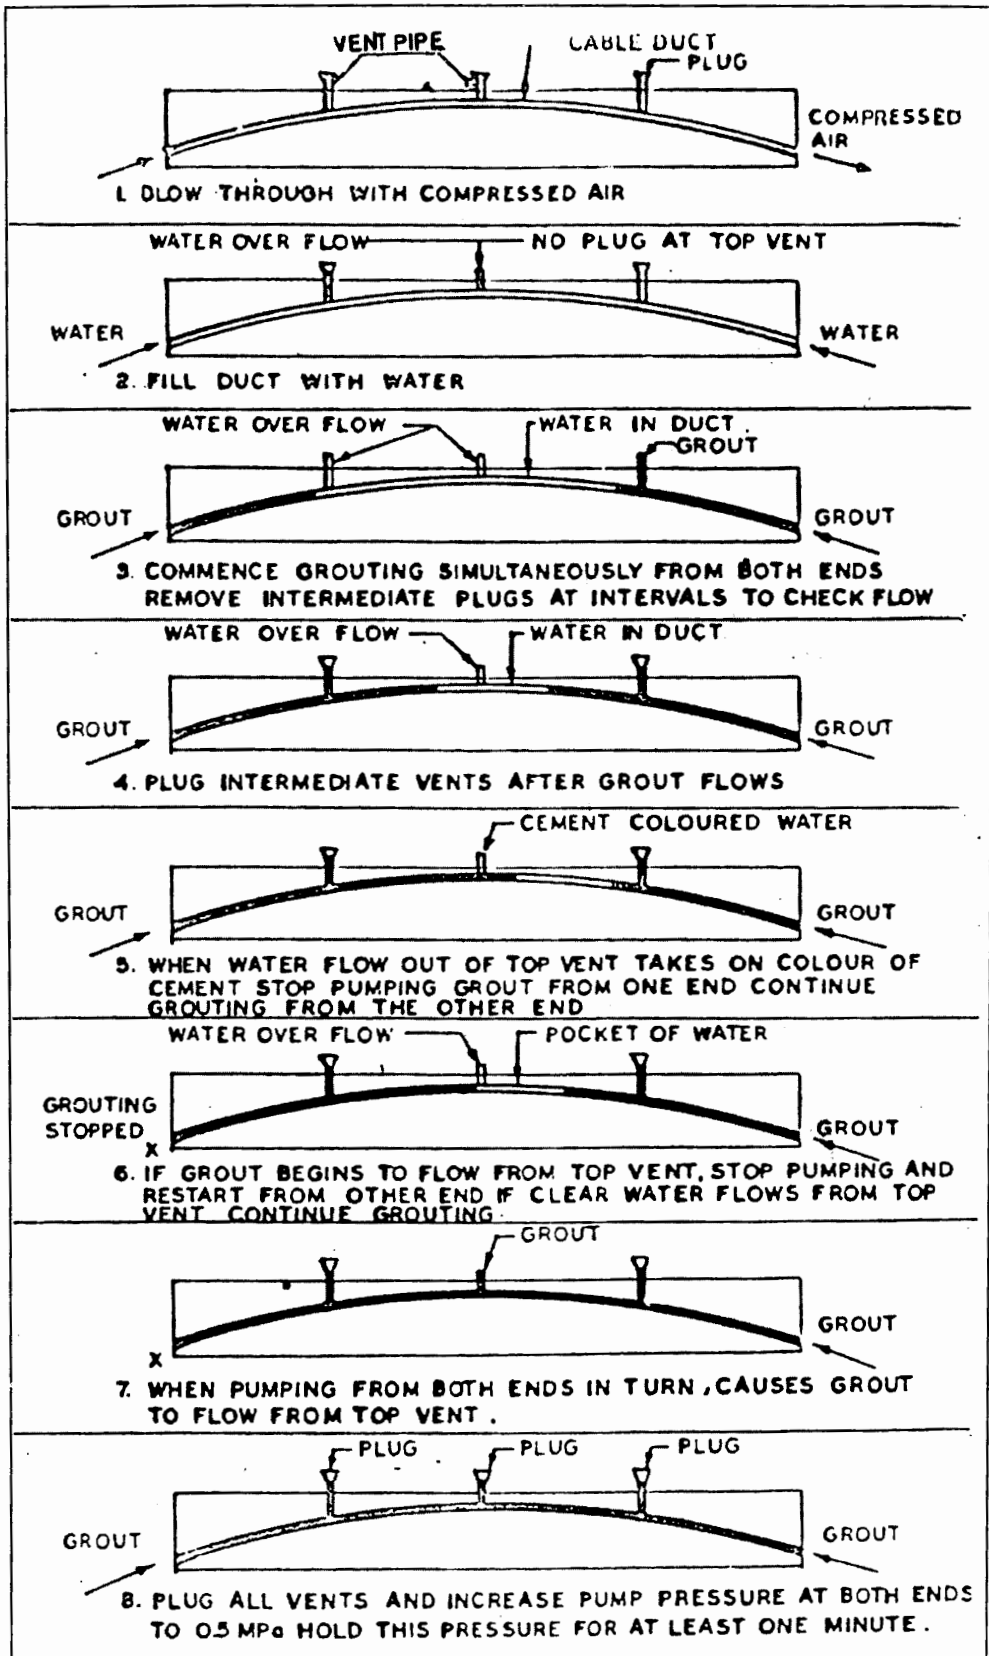 VENT PIPE
CABLE DUCT
PLUG
COMPRESSED
AIR
1. BLOW THROUGH WITH COMPRESSED AIR
WATER OVER FLOW
NO PLUG AT TOP VENT
WATER
WATER
2. FILL DUCT WITH WATER
WATER OVER FLOW
WATER IN DUCT.
GROUT
GROUT
GROUT
3. COMMENCE GROUTING SIMULTANEOUSLY FROM BOTH ENDS
REMOVE INTERMEDIATE PLUGS AT INTERVALS TO CHECK FLOW
WATER OVER FLOW
WATER IN DUCT
GROUT
GROUT
4. PLUG INTERMEDIATE VENTS AFTER GROUT FLOWS
CEMENT COLOURED WATER
GROUT
GROUT
5. WHEN WATER FLOW OUT OF TOP VENT TAKES ON COLOUR OF
CEMENT STOP PUMPING GROUT FROM ONE END CONTINUE
GROUTING FROM THE OTHER END
WATER OVER FLOW
POCKET OF WATER
GROUTING
STOPPED
X
GROUT
6. IF GROUT BEGINS TO FLOW FROM TOP VENT, STOP PUMPING AND
RESTART FROM OTHER END IF CLEAR WATER FLOWS FROM TOP
VENT CONTINUE GROUTING
GROUT
GROUT
X
7. WHEN PUMPING FROM BOTH ENDS IN TURN, CAUSES GROUT
TO FLOW FROM TOP VENT.
PLUG
PLUG
PLUG
GROUT
GROUT
8. PLUG ALL VENTS AND INCREASE PUMP PRESSURE AT BOTH ENDS
TO 0.5 MPa HOLD THIS PRESSURE FOR AT LEAST ONE MINUTE.